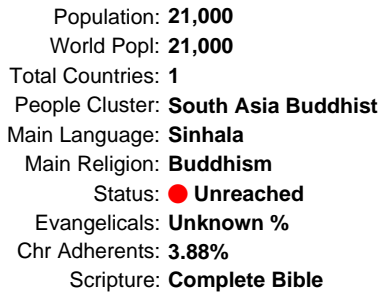 Population: 21,000
World Popl: 21,000
Total Countries: 1
People Cluster: South Asia Buddhist
Main Language: Sinhala
Main Religion: Buddhism
Status: Unreached
Evangelicals: Unknown %
Chr Adherents: 3.88%
Scripture: Complete Bible